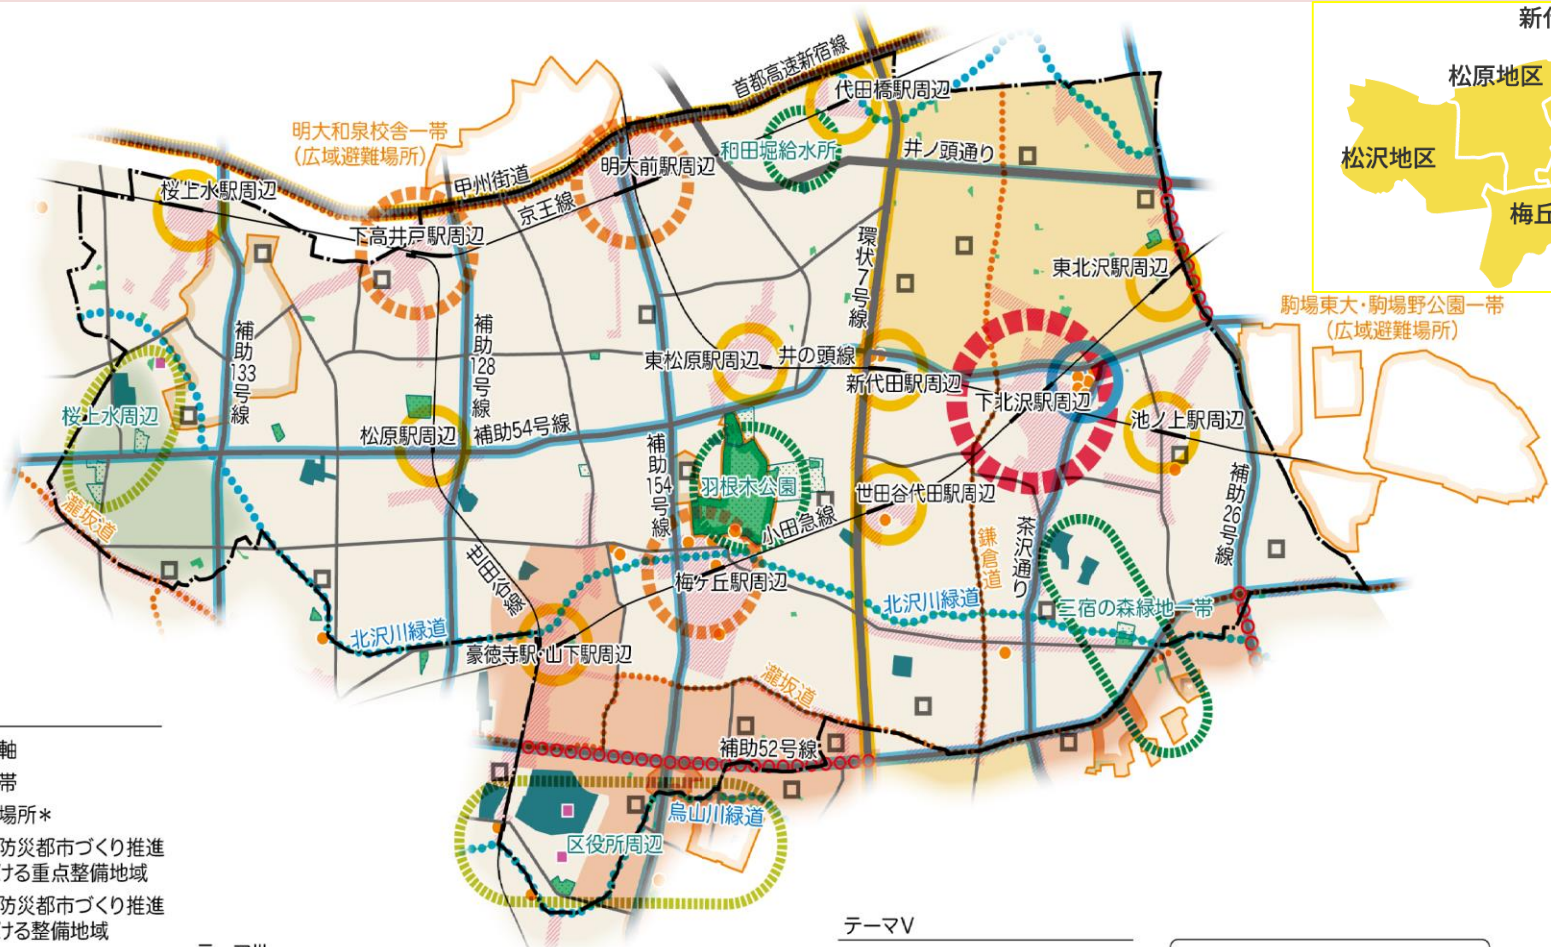 新代
松原地区
松沢地区
梅丘
首都高速新宿線
代田橋駅周辺
明大和泉校舎一帯
(広域避難場所)
和田堀給水所
井ノ頭通り
明大前駅周辺
甲州街道
京王線
桜上水駅周辺
下高井戸駅周辺
環状7号線
東北沢駅周辺
駒場東大・駒場野公園一帯
(広域避難場所)
補助133号線
補助128号線
東松原駅周辺
井の頭線
新代田駅周辺
下北沢駅周辺
池ノ上駅周辺
桜上水周辺
松原駅周辺
補助54号線
補助154号線
羽根木公園
世田谷代田駅周辺
補助26号線
瀧坂道
小田急線
茶沢通り
鎌倉道
世田谷線
梅ケ丘駅周辺
北沢川緑道
三宿の森緑地一帯
北沢川緑道
豪徳寺駅・山下駅周辺
瀧坂道
補助52号線
烏山川緑道
区役所周辺
軸
帯
場所*
防災都市づくり推進
ける重点整備地域
防災都市づくり推進
ける整備地域
テーマV